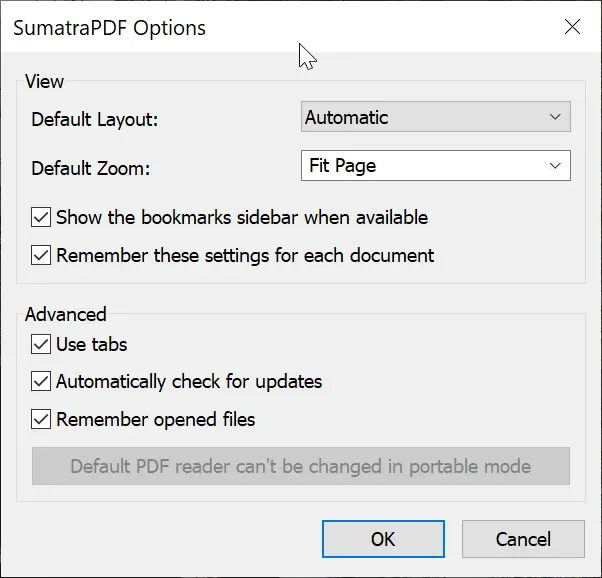 SumatraPDF Options
View
Default Layout:
Automatic
Default Zoom:
Fit Page
Show the bookmarks sidebar when available
Remember these settings for each document
Advanced
Use tabs
Automatically check for updates
Remember opened files
Default PDF reader can't be changed in portable mode
OK
Cancel